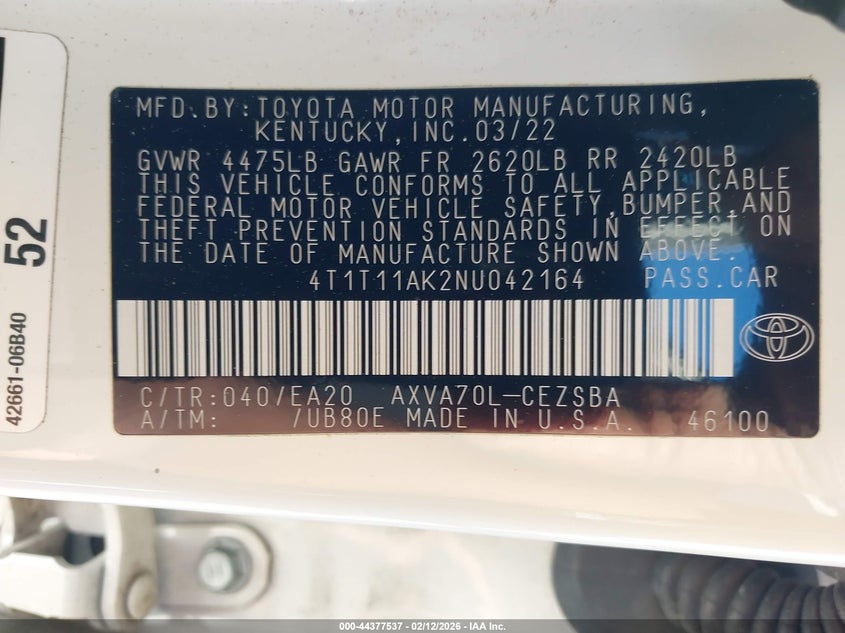 MFD.BY:TOYOTA MOTOR MANUFACTURING,
KENTUCKY,INC.03/22
GVWR 4475LB GAWR FR 2620LB RR 2420LB
THIS VEHICLE CONFORMS TO ALL APPLICABLE
FEDERAL MOTOR VEHICLE SAFETY,BUMPER,AND
THEFT PREVENTION STANDARDS IN EFFECT ON
THE DATE OF MANUFACTURE SHOWN ABOVE.
4T1T11AK2NU042164 PASS.CAR
C/TR:040/EA20 AXVA70L-CEZSBA
A/TM: /UB80E MADE IN U.S.A. 46100
52
42661-06B40
000-44377537 - 02/12/2026 - IAA Inc.